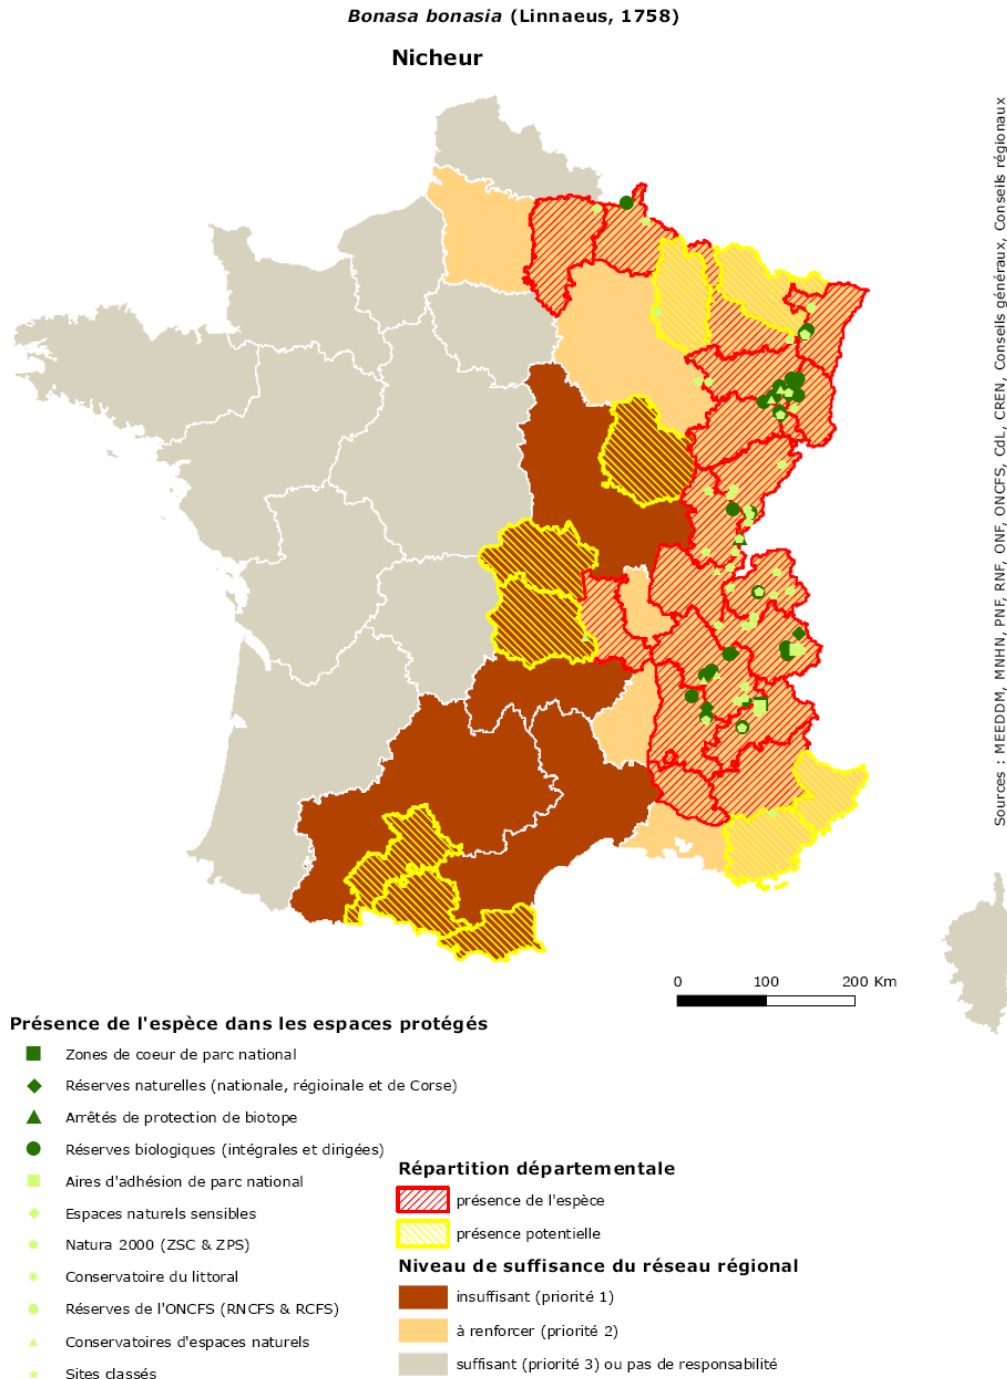 Bonasa bonasia (Linnaeus, 1758)
Nicheur
Sources : MEEDDM, MNHN, PNF, RNF, ONF, ONCFS, CdL, CREN, Conseils généraux, Conseils régionaux
0 100 200 Km
Présence de l'espèce dans les espaces protégés
Zones de coeur de parc national
Réserves naturelles (nationale, régioinale et de Corse)
Arrêtés de protection de biotope
Réserves biologiques (intégrales et dirigées)
Aires d'adhésion de parc national
Espaces naturels sensibles
Natura 2000 (ZSC & ZPS)
Conservatoire du littoral
Réserves de l'ONCFS (RNCFS & RCFS)
Conservatoires d'espaces naturels
Sites classés
Répartition départementale
présence de l'espèce
présence potentielle
Niveau de suffisance du réseau régional
insuffisant (priorité 1)
à renforcer (priorité 2)
suffisant (priorité 3) ou pas de responsabilité